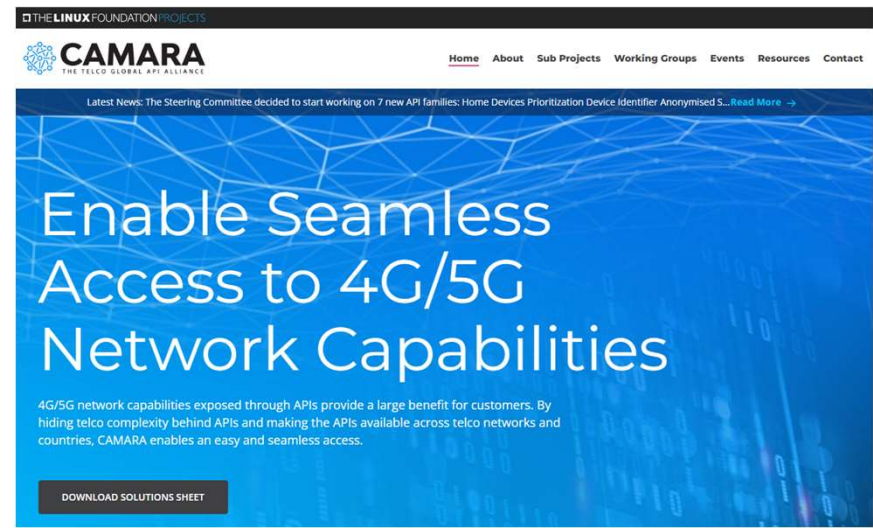 THE LINUX FOUNDATION PROJECTS
CAMARA
THE TELCO GLOBAL API ALLIANCE
Home About Sub Projects Working Groups Events Resources Contact
Latest News: The Steering Committee decided to start working on 7 new API families: Home Devices Prioritization Device Identifier Anonymised S...Read More →
Enable Seamless
Access to 4G/5G
Network Capabilities
4G/5G network capabilities exposed through APIs provide a large benefit for customers. By
hiding telco complexity behind APIs and making the APIs available across telco networks and
countries, CAMARA enables an easy and seamless access.
DOWNLOAD SOLUTIONS SHEET